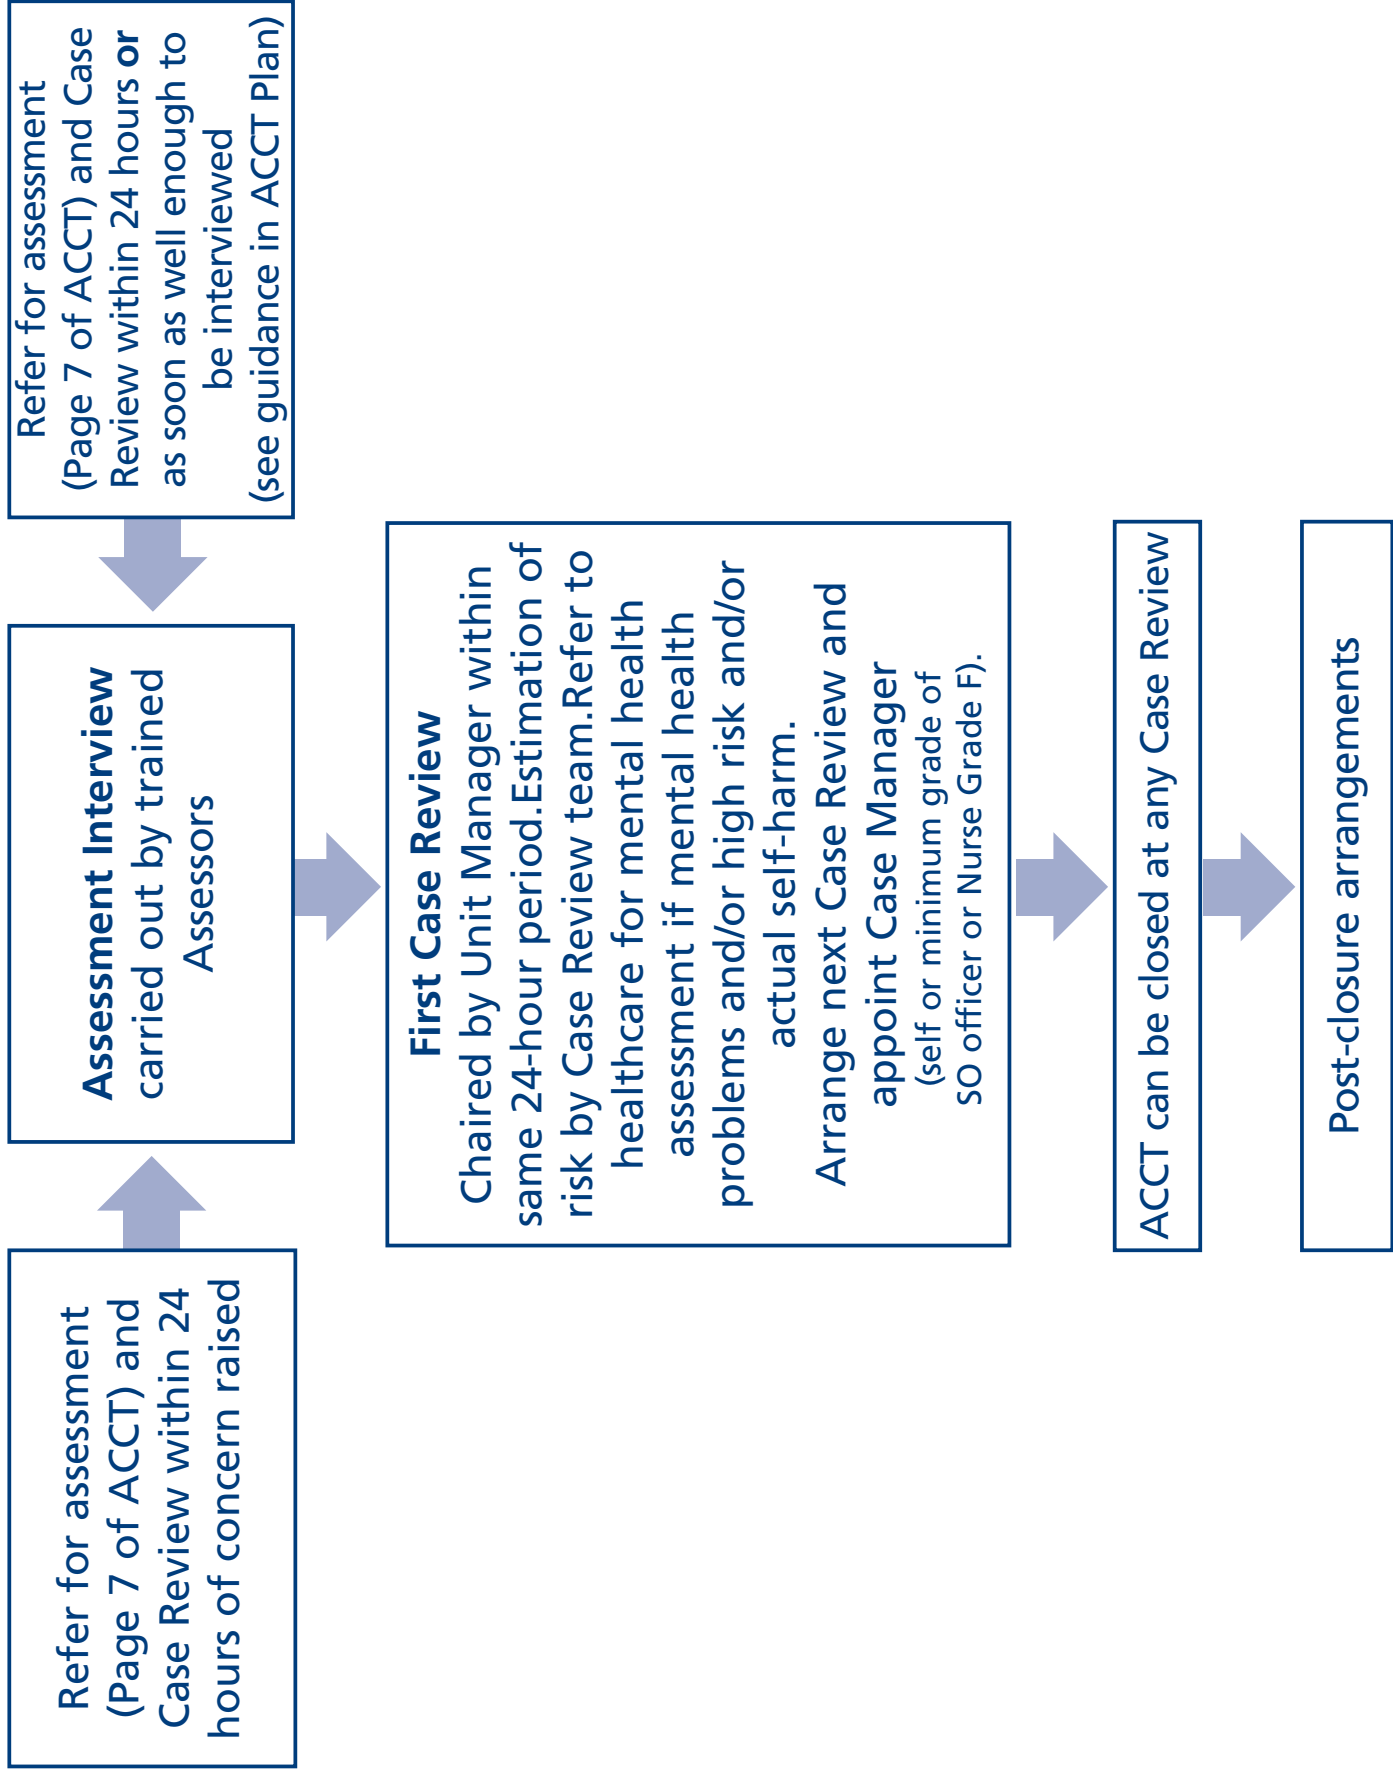 Refer for assessment
(Page 7 of ACCT) and
Case Review within 24
hours of concern raised
Assessment Interview
carried out by trained
Assessors
Refer for assessment
(Page 7 of ACCT) and Case
Review within 24 hours or
as soon as well enough to
be interviewed
(see guidance in ACCT Plan)
First Case Review
Chaired by Unit Manager within
same 24-hour period.Estimation of
risk by Case Review team.Refer to
healthcare for mental health
assessment if mental health
problems and/or high risk and/or
actual self-harm.
Arrange next Case Review and
appoint Case Manager
(self or minimum grade of
SO officer or Nurse Grade F).
ACCT can be closed at any Case Review
Post-closure arrangements